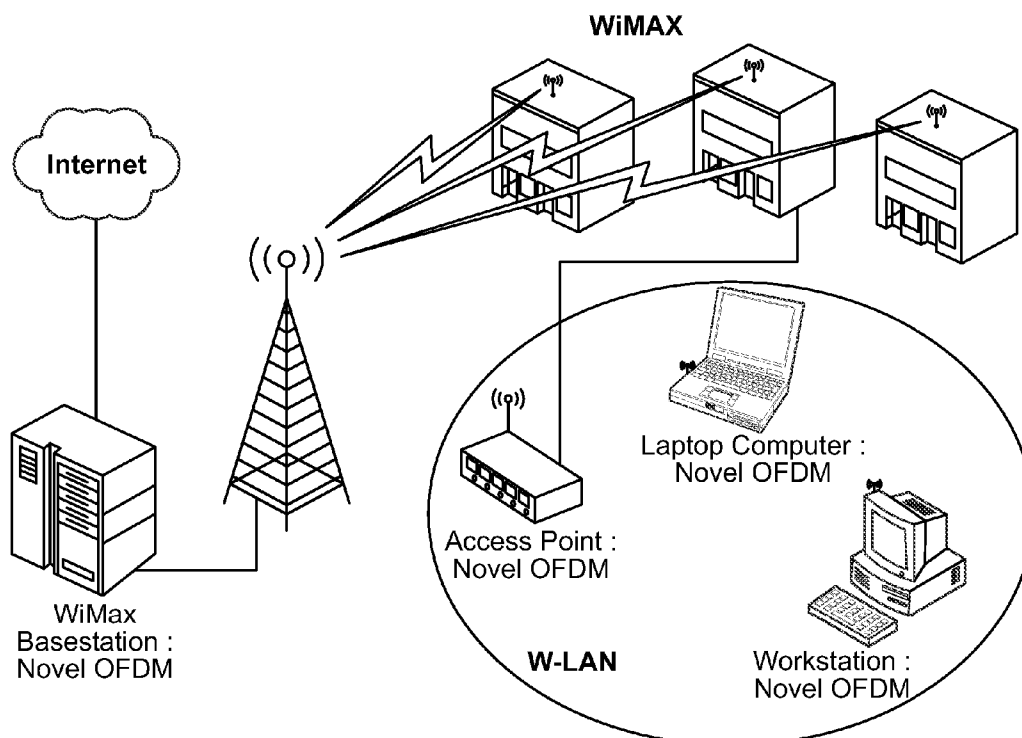 WiMAX
Internet
Laptop Computer :
Novel OFDM
Access Point :
Novel OFDM
WiMax
Basestation :
Novel OFDM
W-LAN
Workstation :
Novel OFDM